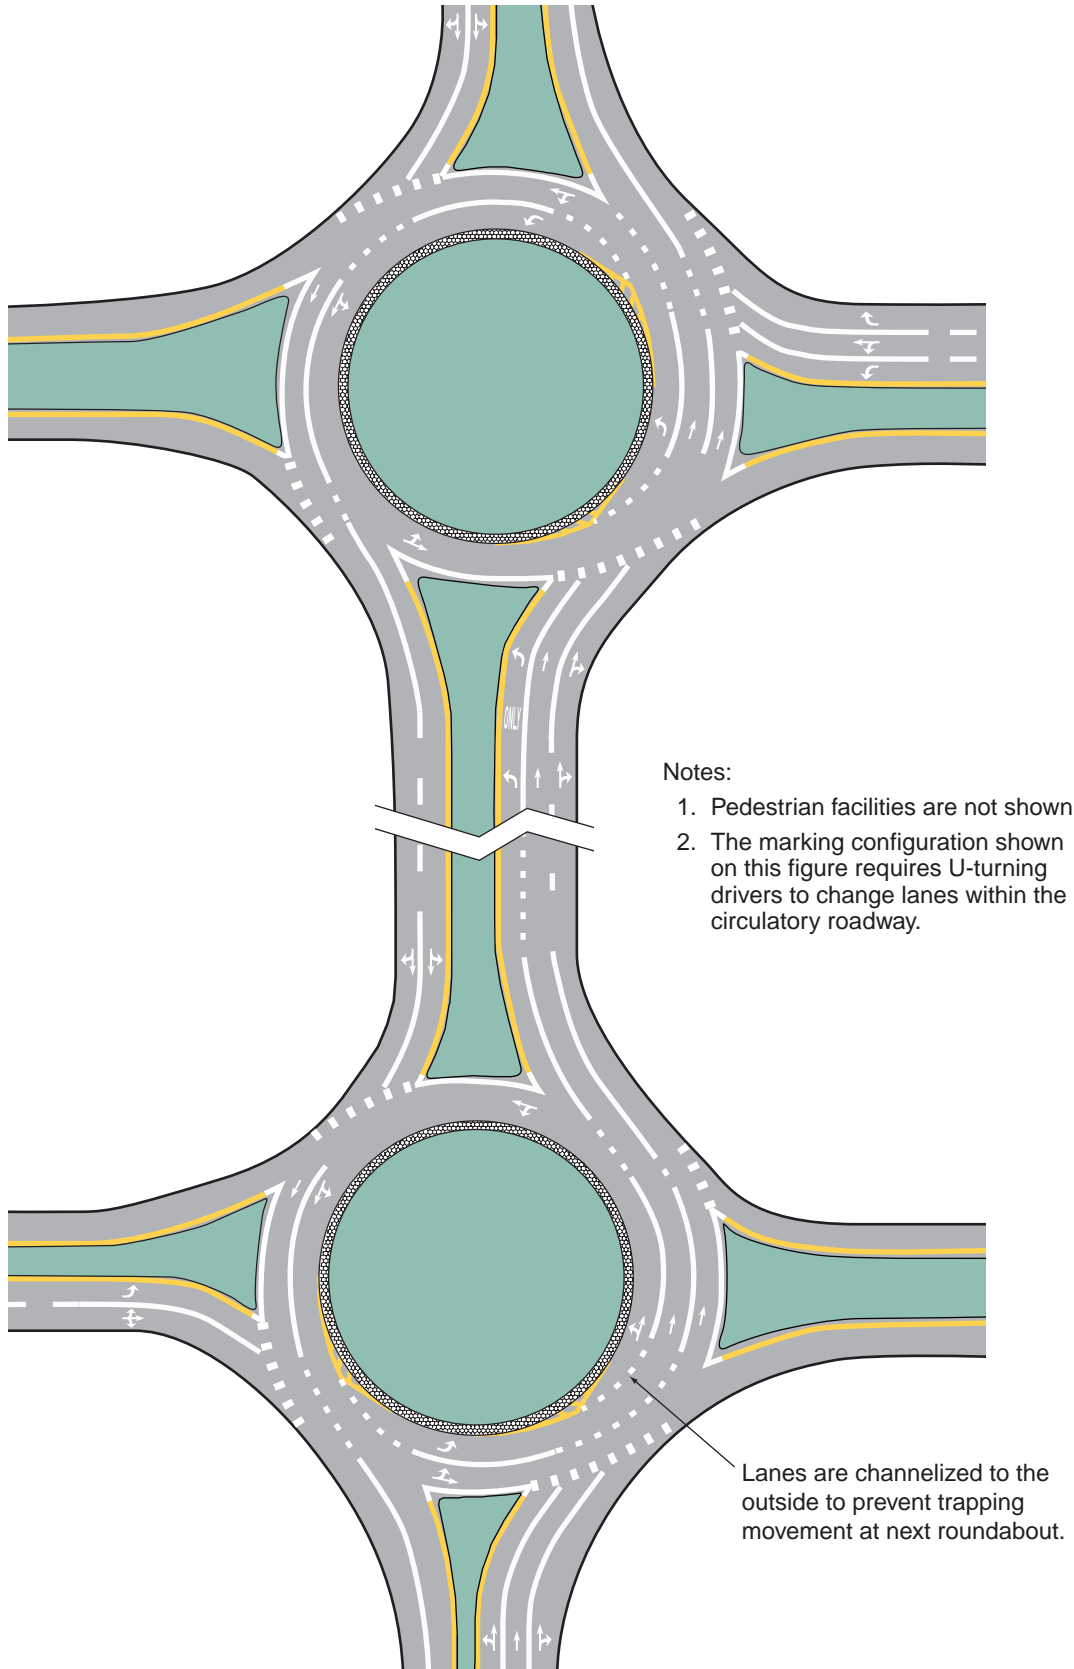 ONLY
Notes:
1. Pedestrian facilities are not shown
2. The marking configuration shown
on this figure requires U-turning
drivers to change lanes within the
circulatory roadway.
Lanes are channelized to the
outside to prevent trapping
movement at next roundabout.